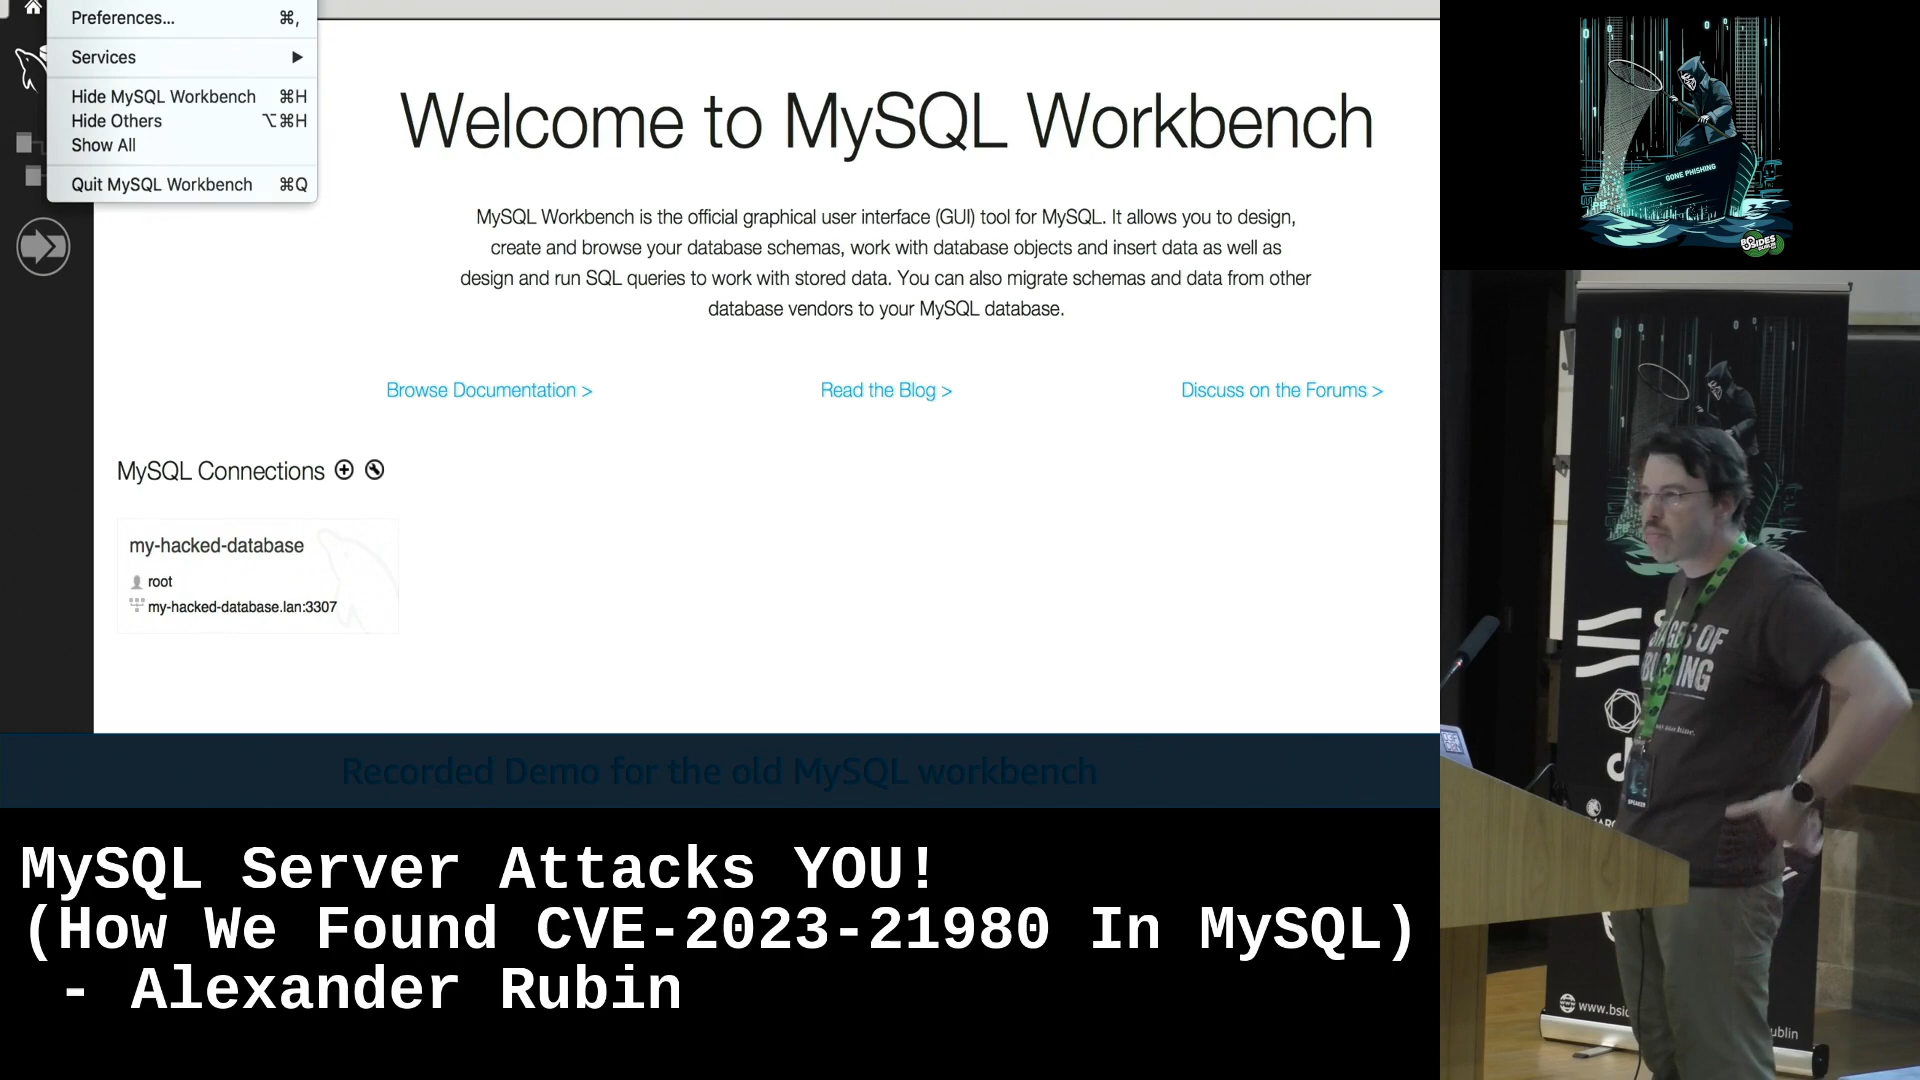 Preferences... ⌘,
Services
Hide MySQL Workbench ⌘H
Hide Others ⌥⌘H
Show All
Quit MySQL Workbench ⌘Q
Welcome to MySQL Workbench
MySQL Workbench is the official graphical user interface (GUI) tool for MySQL. It allows you to design,
create and browse your database schemas, work with database objects and insert data as well as
design and run SQL queries to work with stored data. You can also migrate schemas and data from other
database vendors to your MySQL database.
Browse Documentation >
Read the Blog >
Discuss on the Forums >
MySQL Connections
my-hacked-database
root
my-hacked-database.lan:3307
Recorded Demo for the old MySQL workbench
MySQL Server Attacks YOU!
(How We Found CVE-2023-21980 In MySQL)
- Alexander Rubin
GONE PHISHING
BSIDES
DUBLIN
OF
SPEAKER
www.bsi
ublin